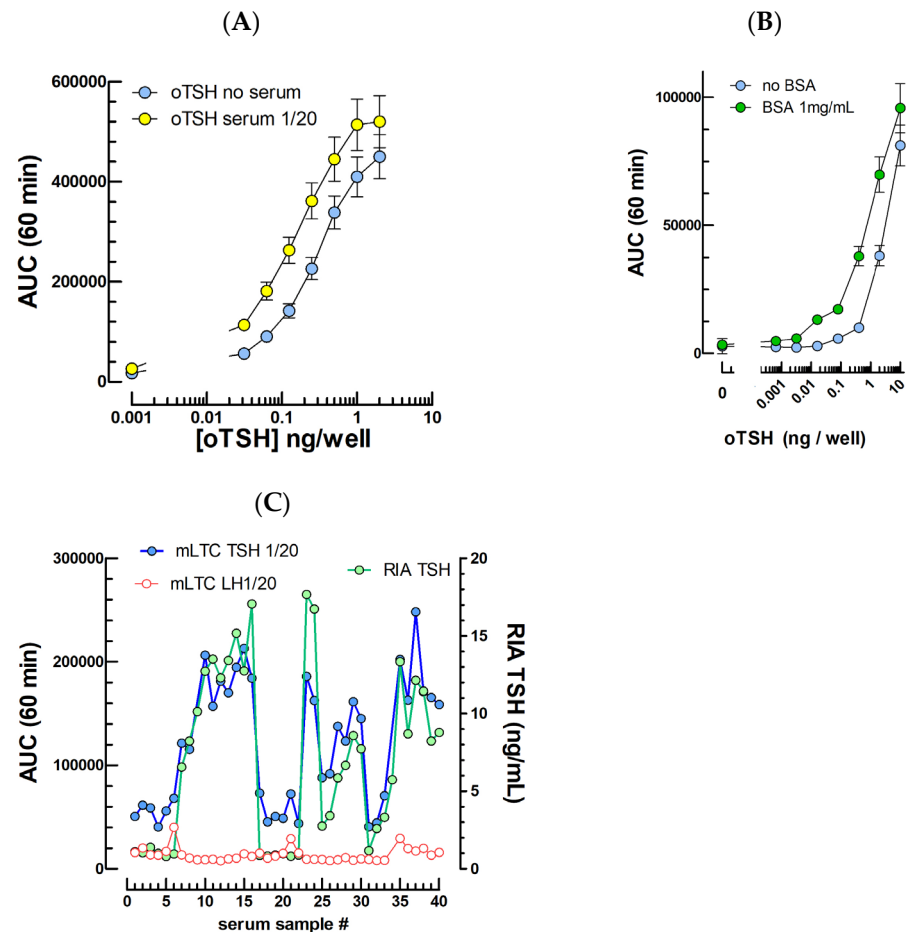 (A)
600000
400000
200000
0
AUC (60 min)
oTSH no serum
oTSH serum 1/20
0.001 0.01 0.1 1 10
[oTSH] ng/well
(B)
100000
50000
0
AUC (60 min)
no BSA
BSA 1mg/mL
0 0.001 0.01 0.1 1 10
oTSH (ng / well)
(C)
300000
200000
100000
0
AUC (60 min)
mLTC TSH 1/20
mLTC LH1/20
RIA TSH
20
15
10
5
0
RIA TSH (ng/mL)
0 5 10 15 20 25 30 35 40
serum sample #